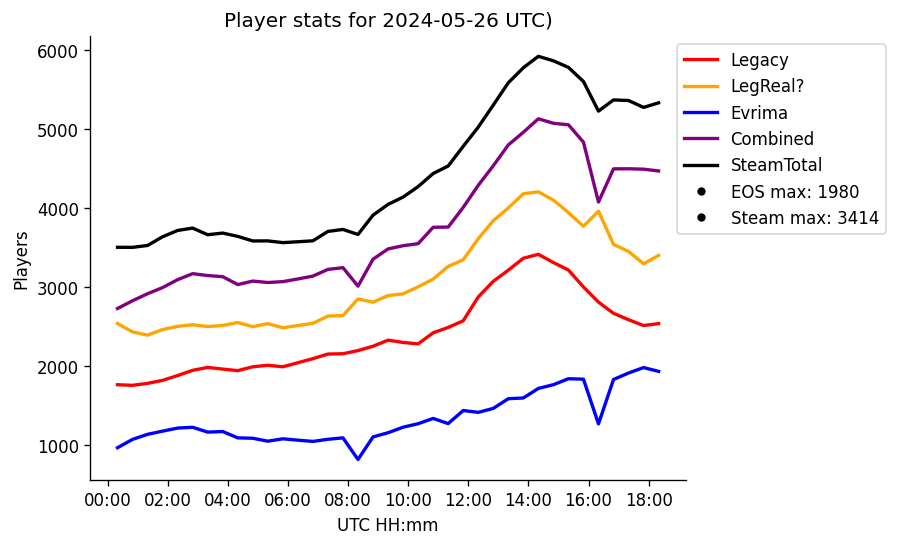 Player stats for 2024-05-26 UTC)
6000
5000
4000
3000
2000
1000
Players
00:00 02:00 04:00 06:00 08:00 10:00 12:00 14:00 16:00 18:00
UTC HH:mm
Legacy
LegReal?
Evrima
Combined
SteamTotal
EOS max: 1980
Steam max: 3414